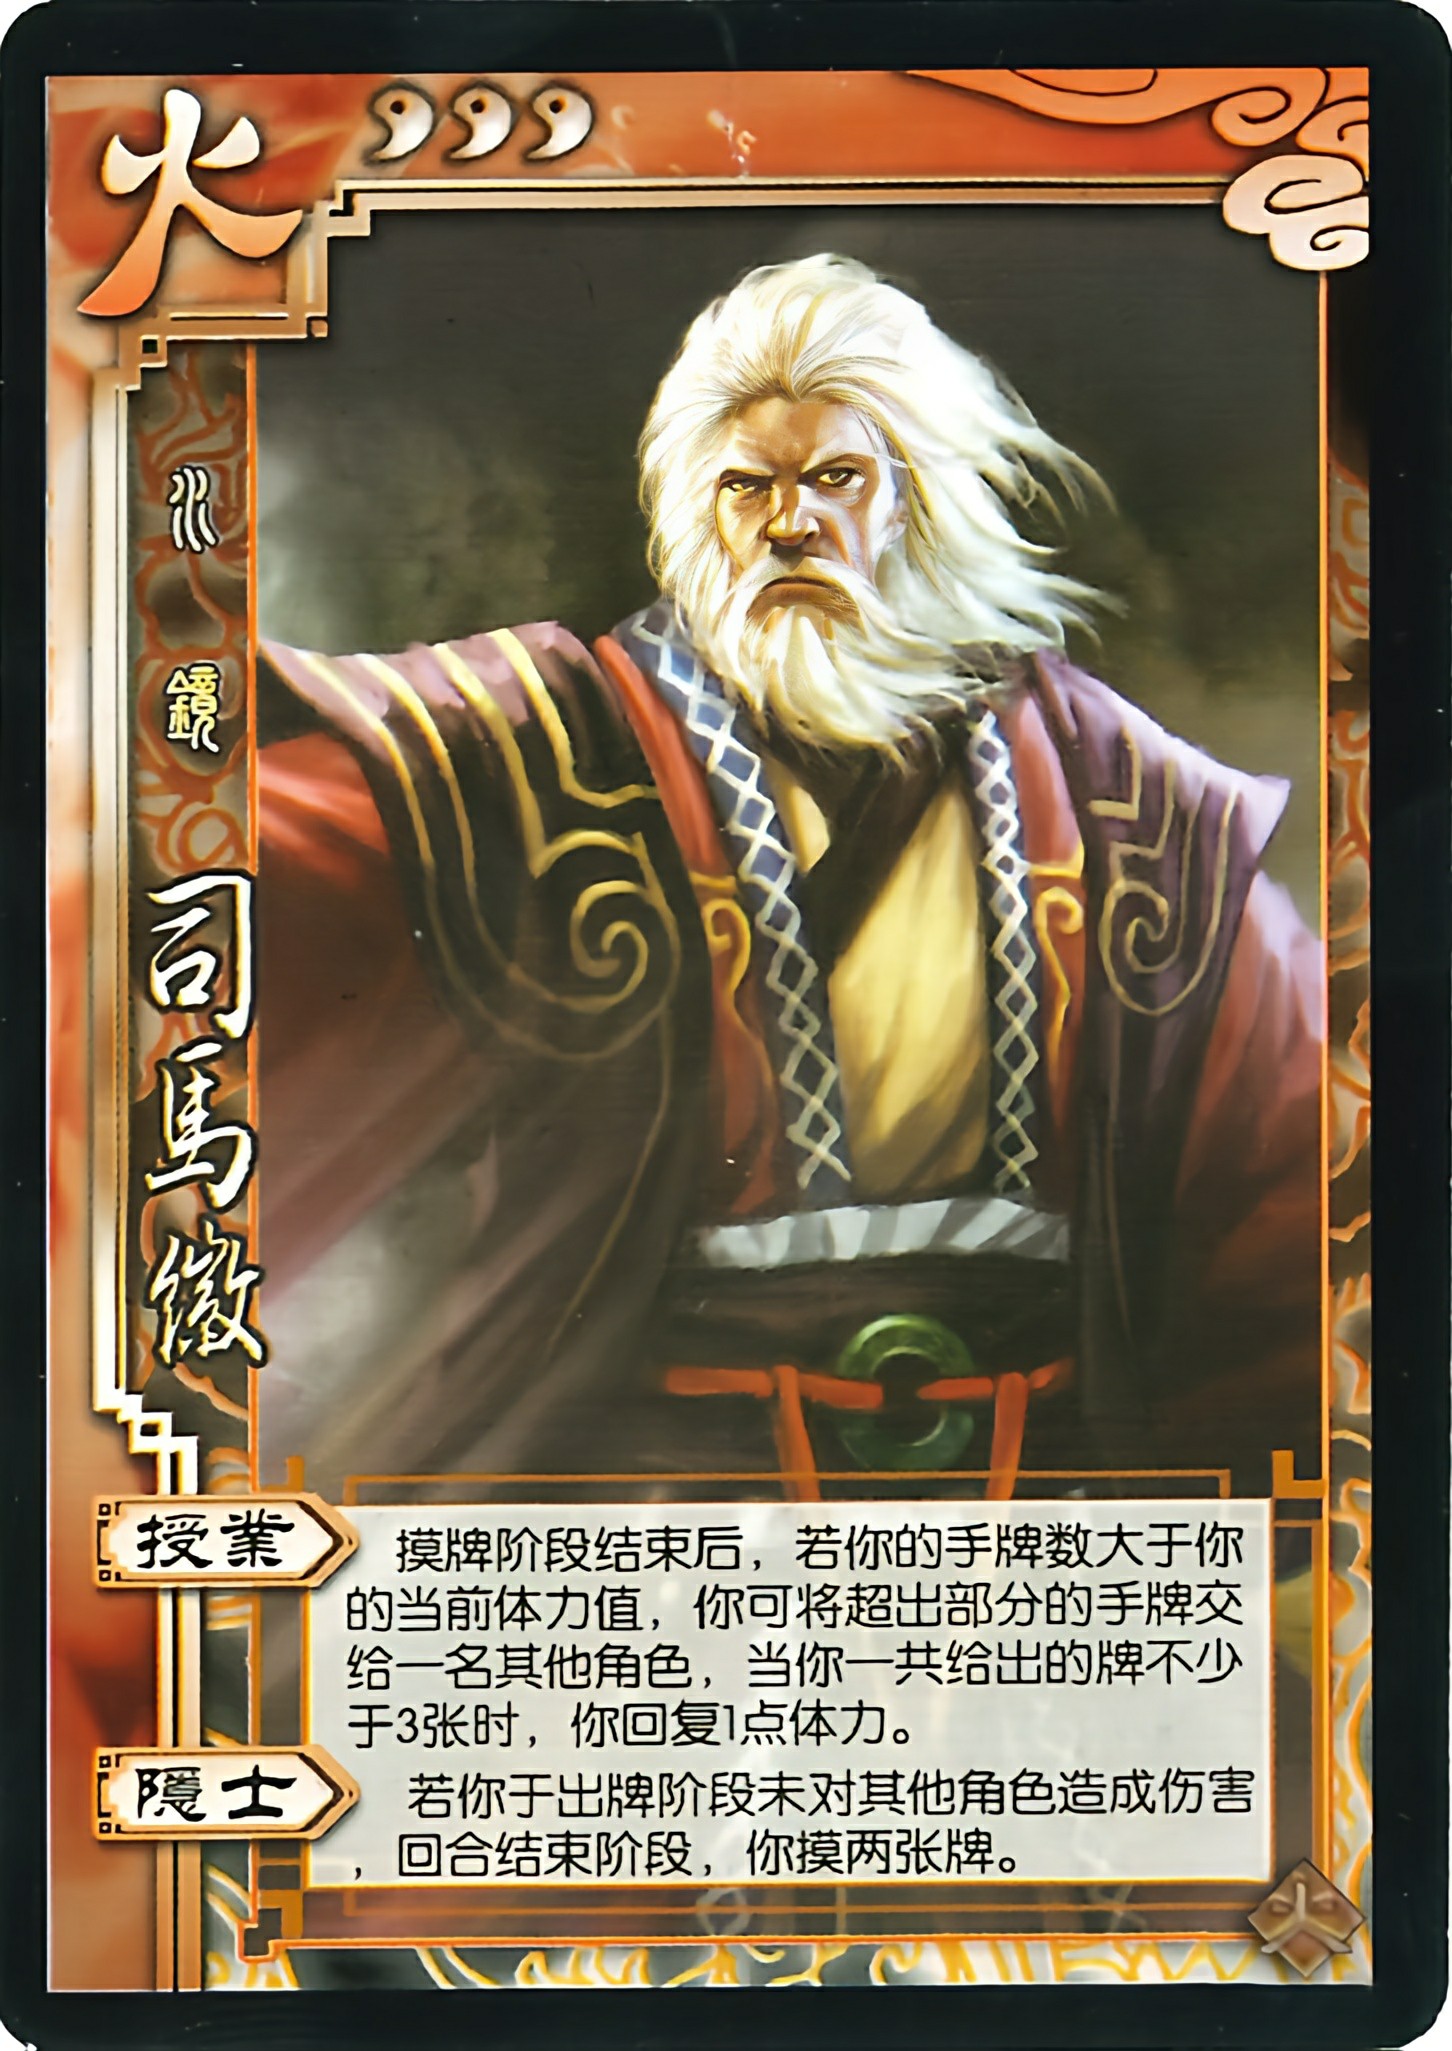 火
水鏡
司馬徽
授業
摸牌阶段结束后，若你的手牌数大于你
的当前体力值，你可将超出部分的手牌交
给一名其他角色，当你一共给出的牌不少
于3张时，你回复1点体力。
隱士
若你于出牌阶段未对其他角色造成伤害
，回合结束阶段，你摸两张牌。
火